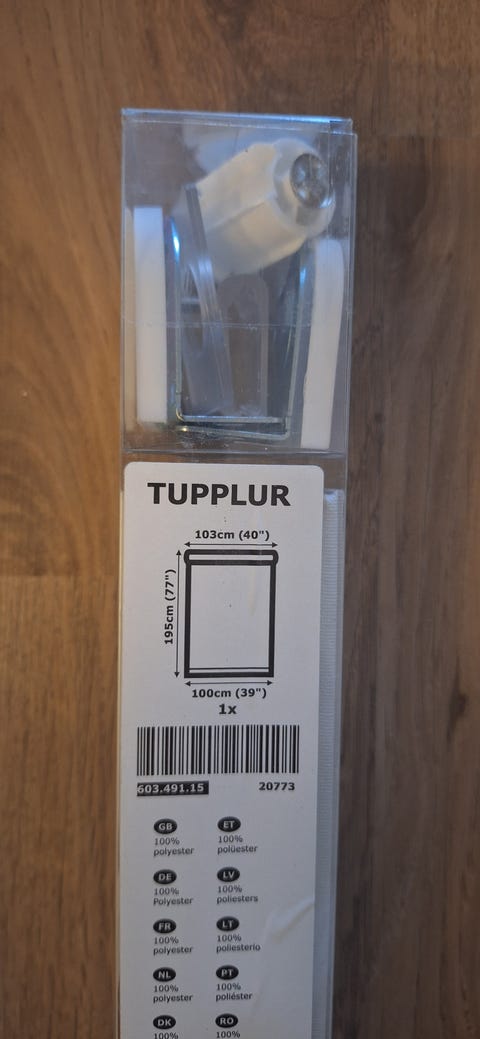 TUPPLUR
103cm (40")
195cm (77")
100cm (39")
1x
603.491.15 20773
GB ET
100% 100%
polyester polüester
DE LV
100% 100%
Polyester poliesters
FR LT
100% 100%
polyester poliesterio
NL PT
100% 100%
polyester poliéster
DK RO
100% 100%